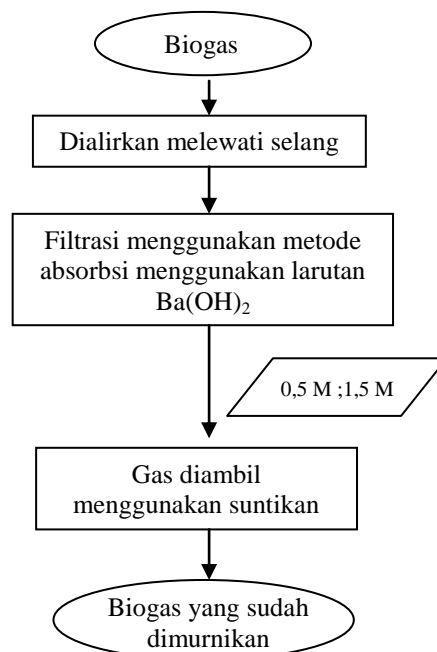 Biogas
Dialirkan melewati selang
Filtrasi menggunakan metode
absorbsi menggunakan larutan
Ba(OH)₂
0,5 M ;1,5 M
Gas diambil
menggunakan suntikan
Biogas yang sudah
dimurnikan